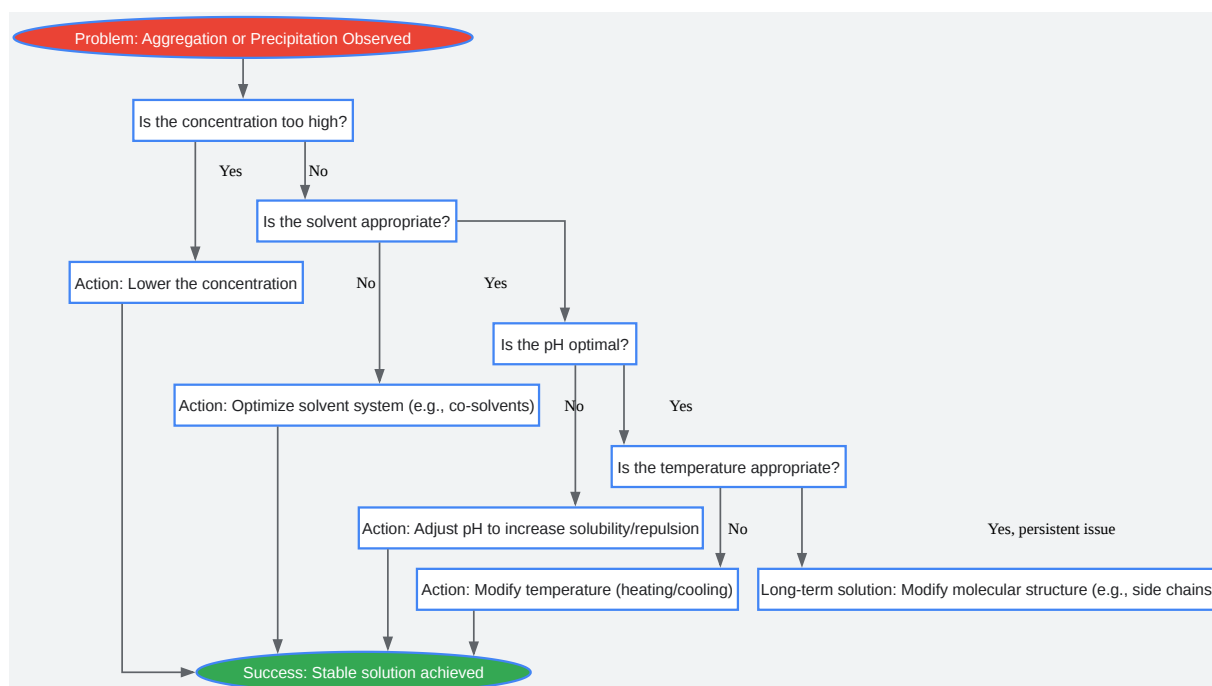 Problem: Aggregation or Precipitation Observed
Is the concentration too high?
Yes
No
Is the solvent appropriate?
Action: Lower the concentration
No
Yes
Is the pH optimal?
Action: Optimize solvent system (e.g., co-solvents)
No
Yes
Is the temperature appropriate?
Action: Adjust pH to increase solubility/repulsion
No
Yes, persistent issue
Action: Modify temperature (heating/cooling)
Long-term solution: Modify molecular structure (e.g., side chains
Success: Stable solution achieved